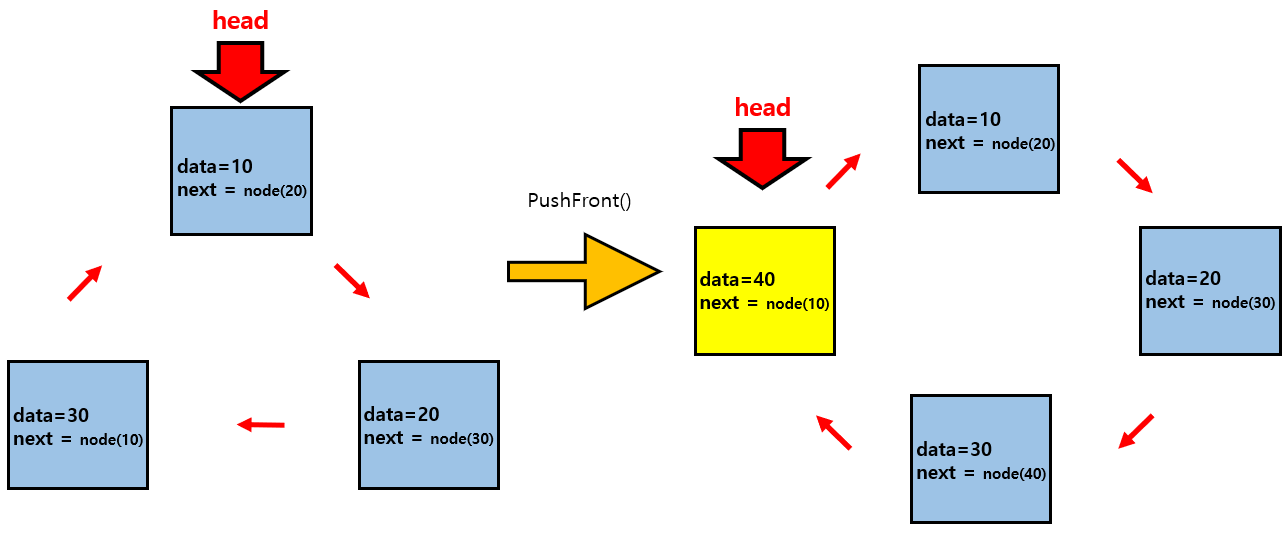 head
data=10
next = node(20)
data=30
next = node(10)
data=20
next = node(30)
PushFront()
head
data=40
next = node(10)
data=10
next = node(20)
data=20
next = node(30)
data=30
next = node(40)